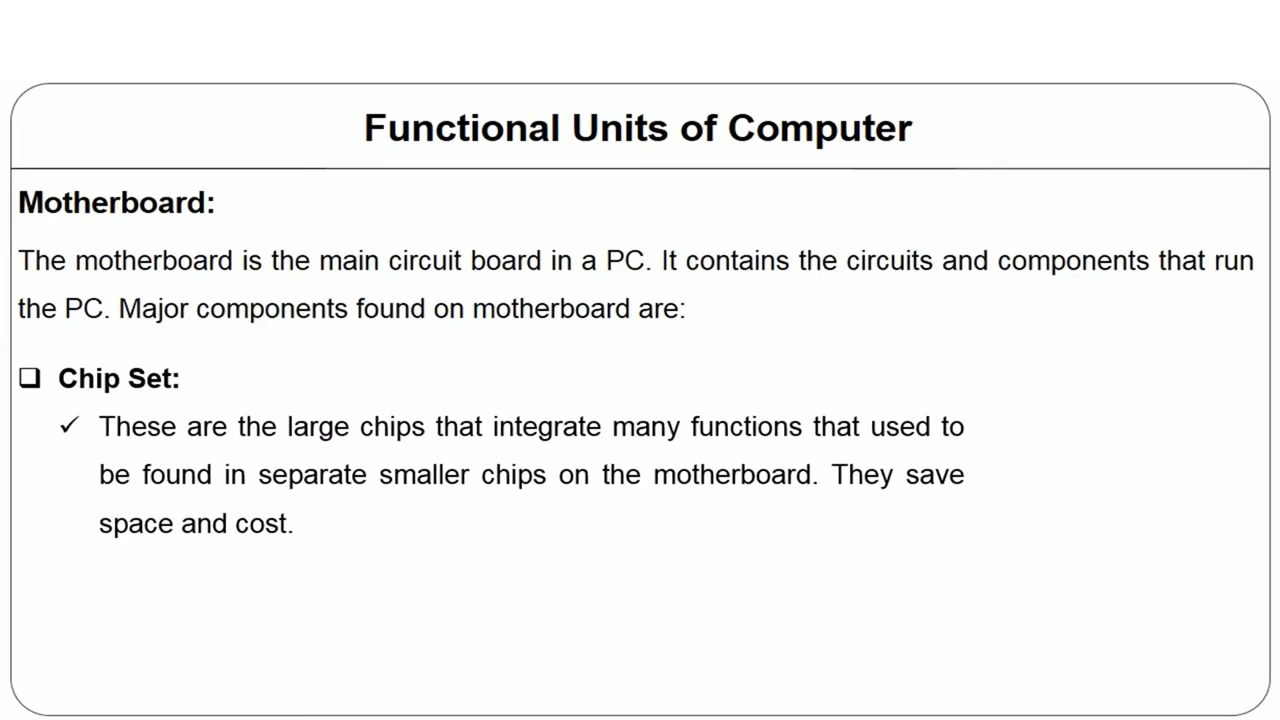 Functional Units of Computer
Motherboard:
The motherboard is the main circuit board in a PC. It contains the circuits and components that run
the PC. Major components found on motherboard are:
❑ Chip Set:
✓ These are the large chips that integrate many functions that used to
be found in separate smaller chips on the motherboard. They save
space and cost.